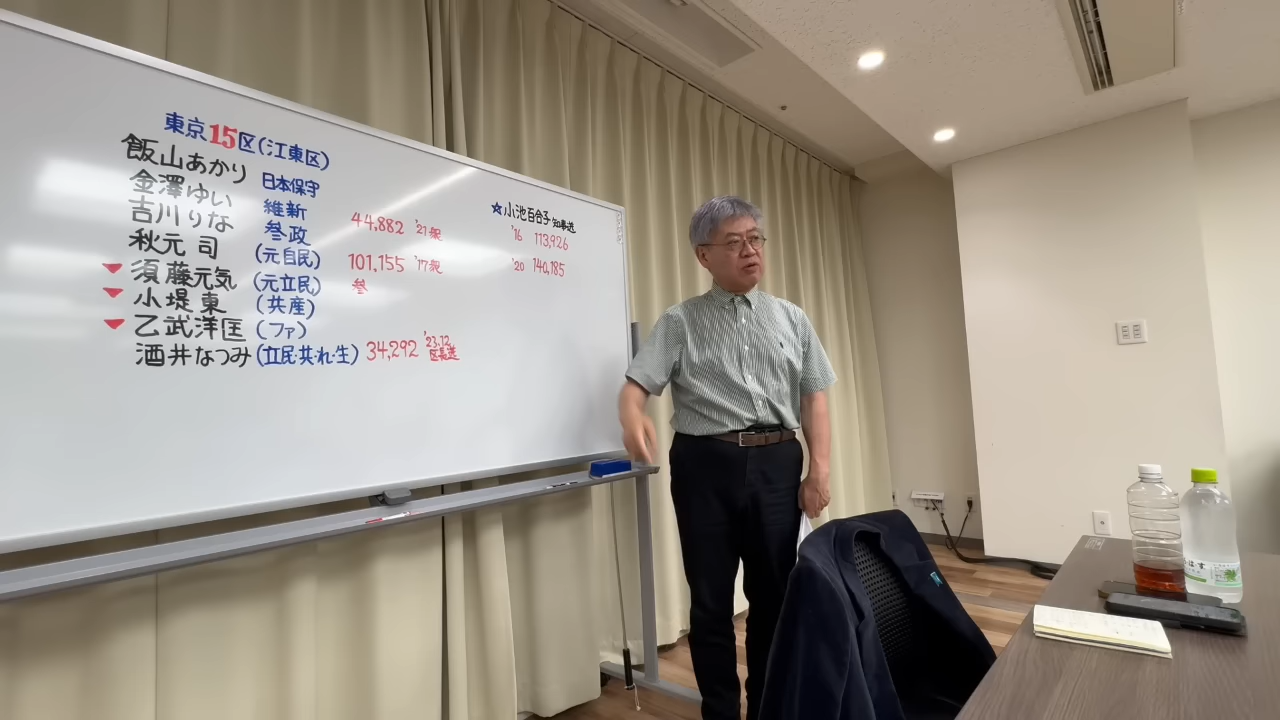 東京15区(江東区)
飯山あかり 日本保守
金澤ゆい 維新 44,882 '21衆
吉川りな 参政
秋元司 (元自民) 101,155 '17衆
▼須藤元気 (元立民) 参
▼小堤東 (共産)
▼乙武洋匡 (ファ)
酒井なつみ (立民・共・れ・生) 34,292 '23.12区長選
★小池百合子 知事選
'16 113,926
'20 140,185